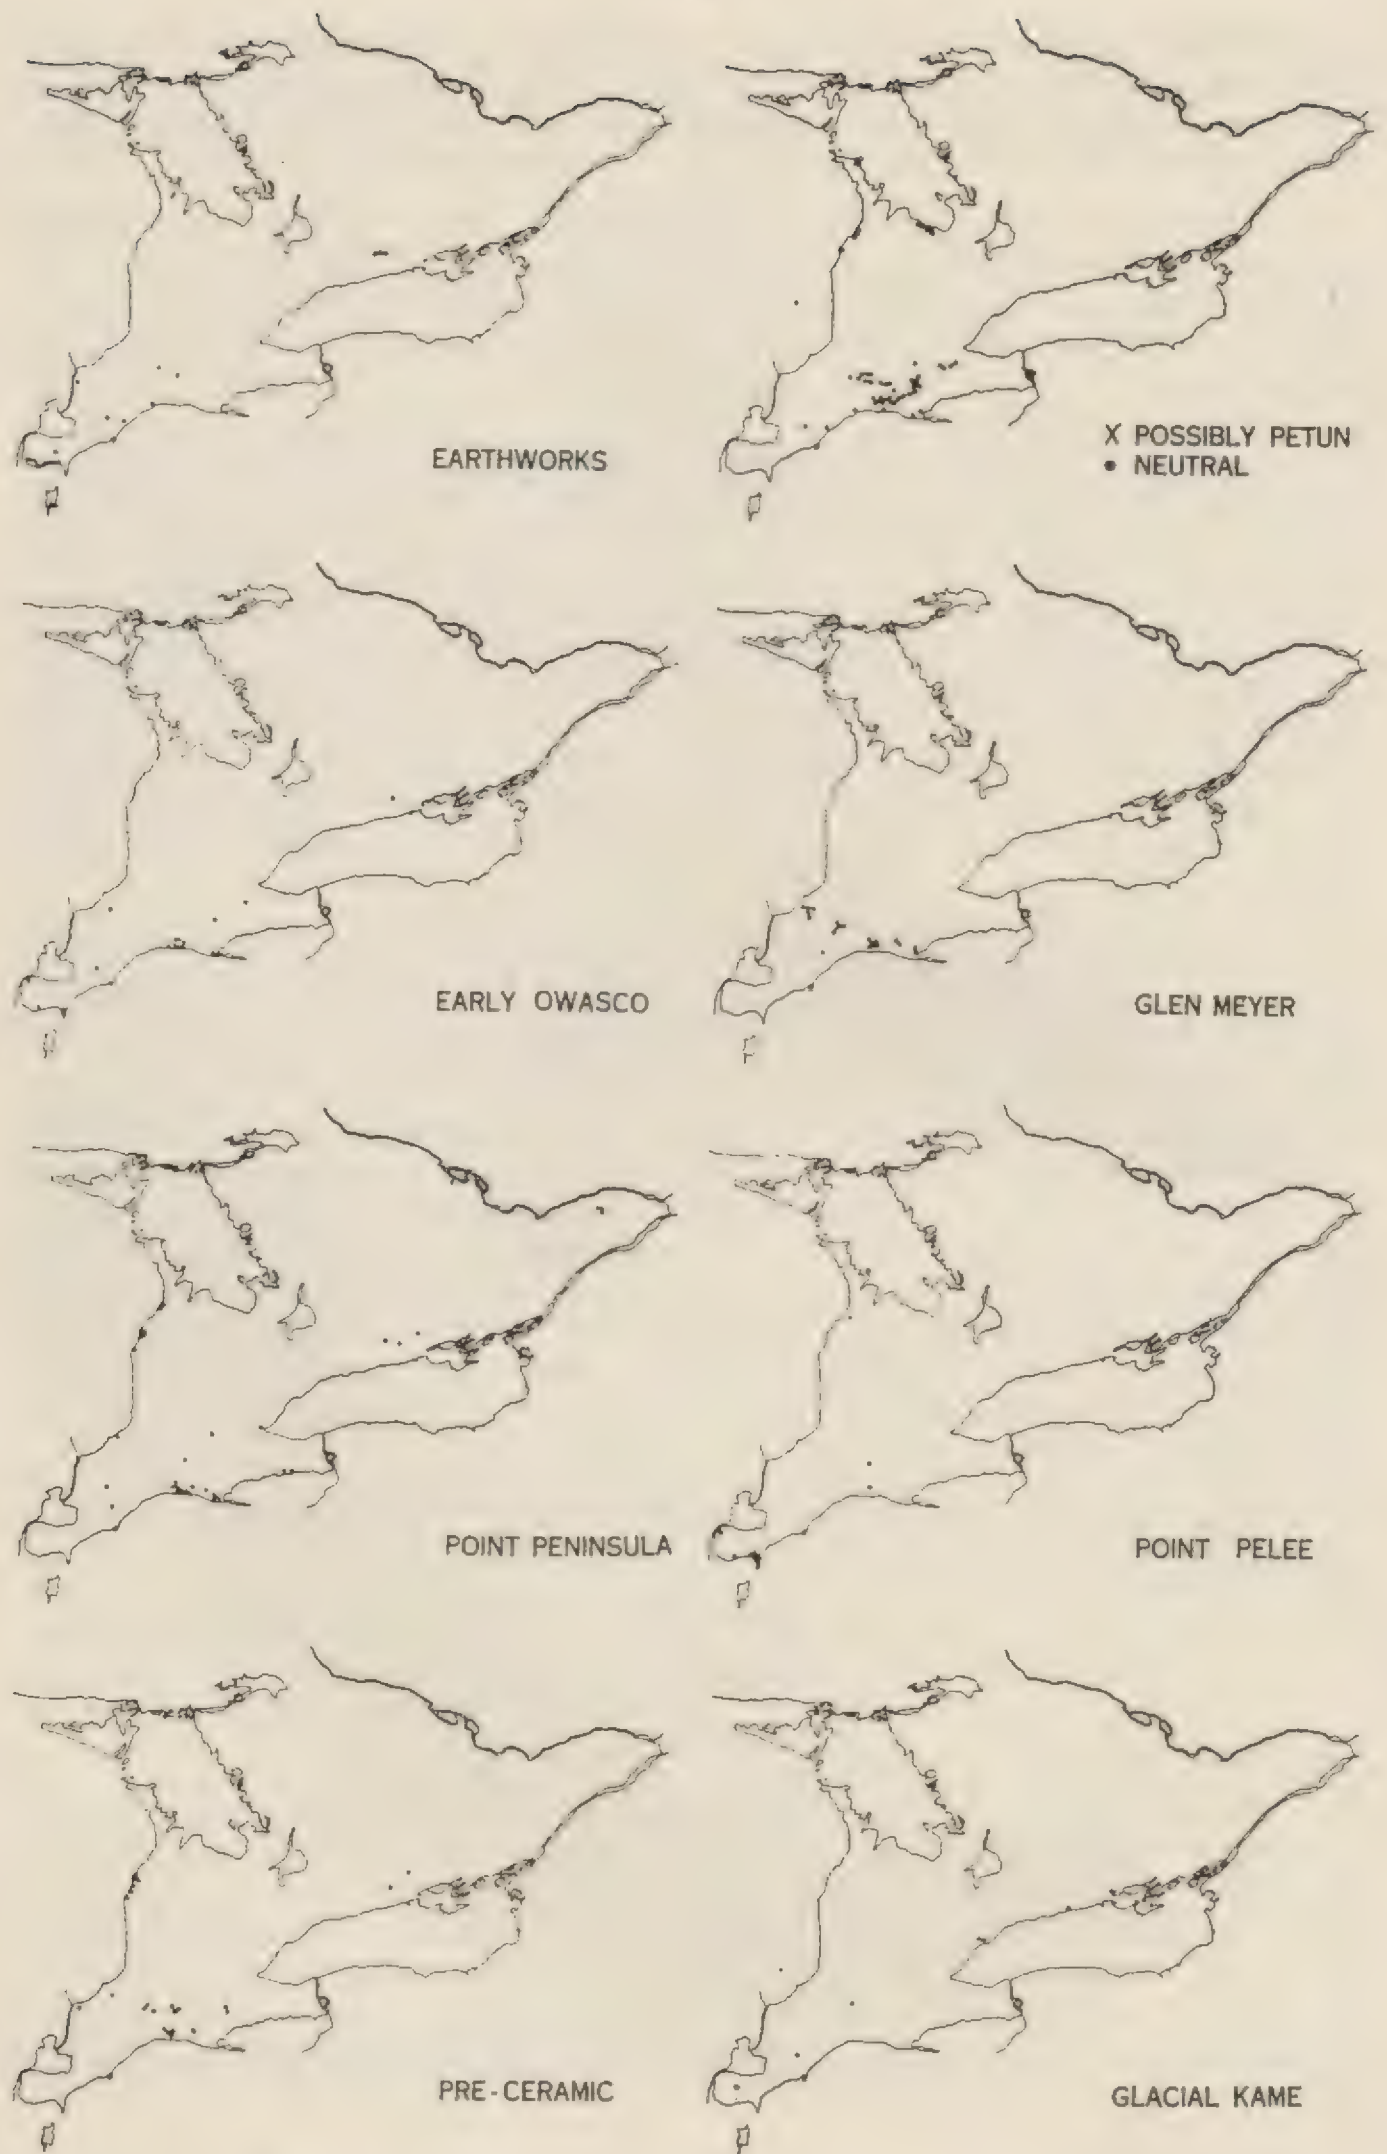 EARTHWORKS
X POSSIBLY PETUN
• NEUTRAL
EARLY OWASCO
GLEN MEYER
POINT PENINSULA
POINT PELEE
PRE-CERAMIC
GLACIAL KAME